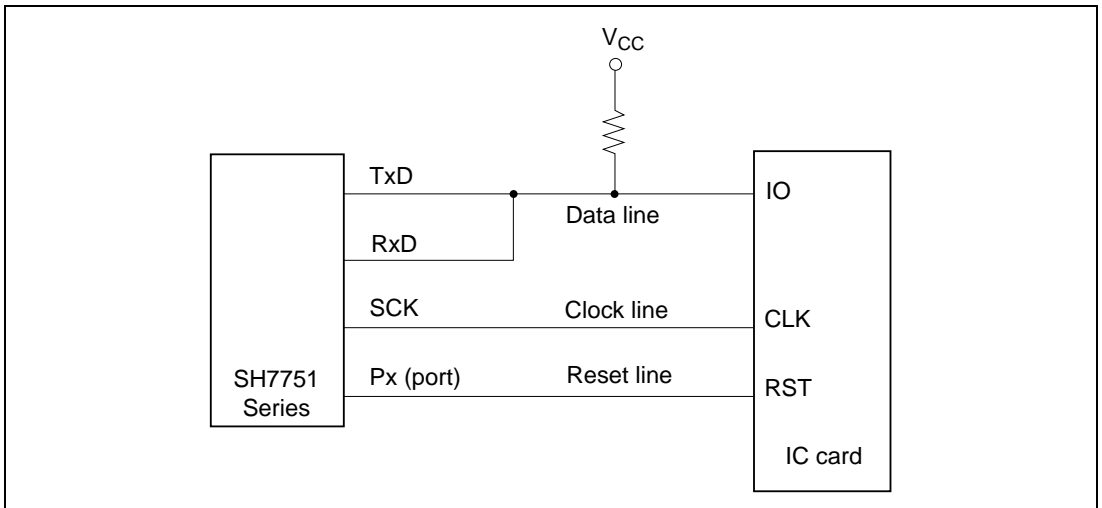 VCC
TxD
IO
Data line
RxD
SCK
Clock line
CLK
Px (port)
Reset line
RST
SH7751
Series
IC card